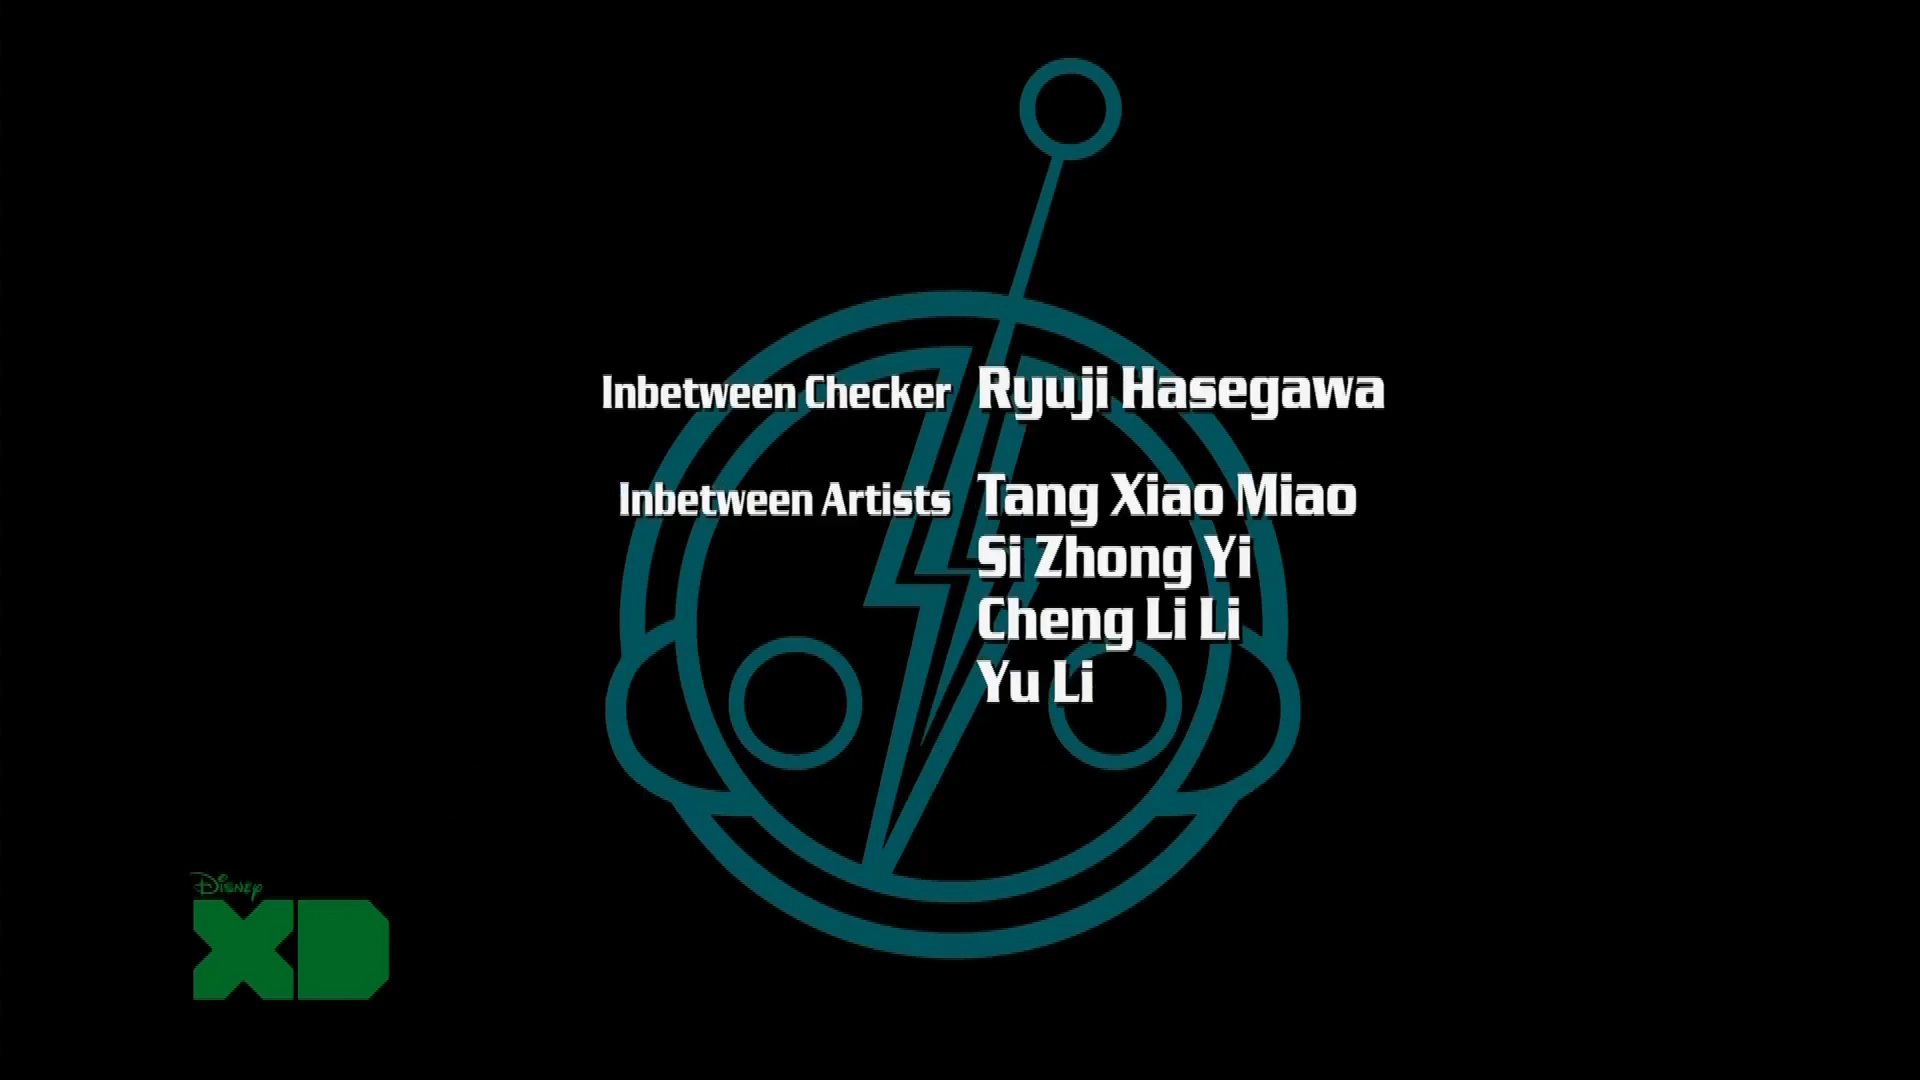 Inbetween Checker Ryuji Hasegawa
Inbetween Artists Tang Xiao Miao
Si Zhong Yi
Cheng Li Li
Yu Li
Disney
XD